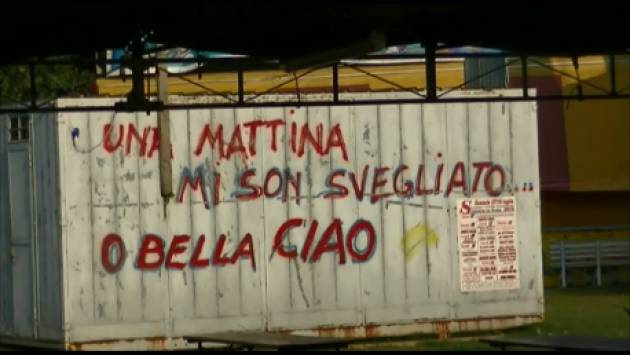 UNA MATTINA
MI SON SVEGLIATO..
O BELLA CIAO